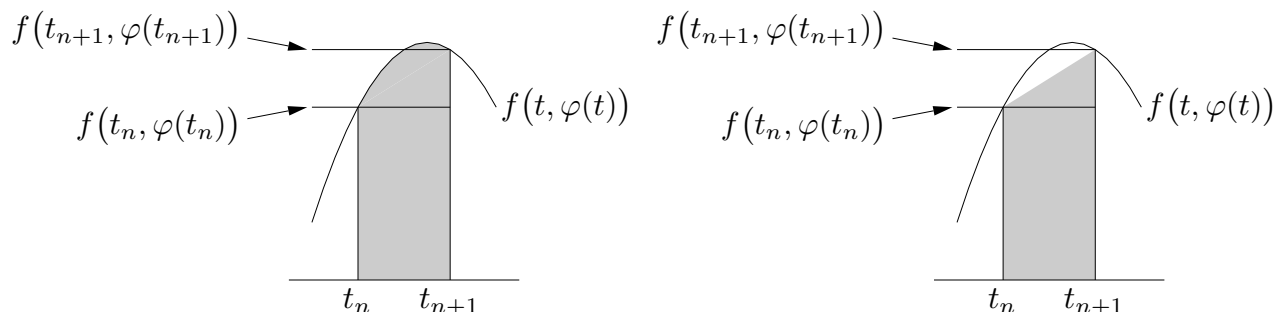 f(t_{n+1}, φ(t_{n+1}))
f(t_n, φ(t_n))
f(t, φ(t))
t_n
t_{n+1}
f(t_{n+1}, φ(t_{n+1}))
f(t_n, φ(t_n))
f(t, φ(t))
t_n
t_{n+1}